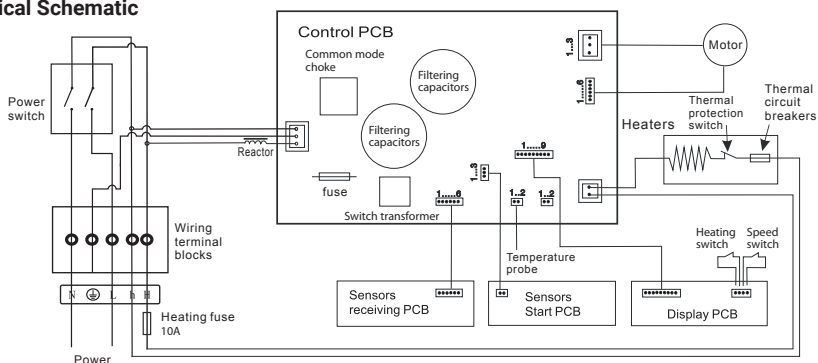 ical Schematic
Control PCB
Common mode
choke
Filtering
capacitors
Filtering
capacitors
1...3
Motor
1.....6
Power
switch
Reactor
fuse
Switch transformer
1.....6
1...3
1.....9
1..2
1..2
Heaters
Thermal
protection
switch
Thermal
circuit
breakers
Wiring
terminal
blocks
Temperature
probe
Heating
switch
Speed
switch
N
L
h
H
Heating fuse
10A
Sensors
receiving PCB
Sensors
Start PCB
Display PCB
Power